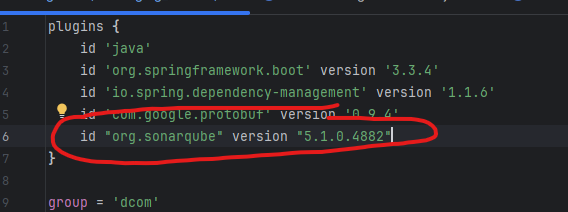 1 plugins {
2 id 'java'
3 id 'org.springframework.boot' version '3.3.4'
4 id 'io.spring.dependency-management' version '1.1.6'
5 id 'com.google.protobuf' version '0.9.4'
6 id "org.sonarqube" version "5.1.0.4882"
7 }
8
9 group = 'dcom'